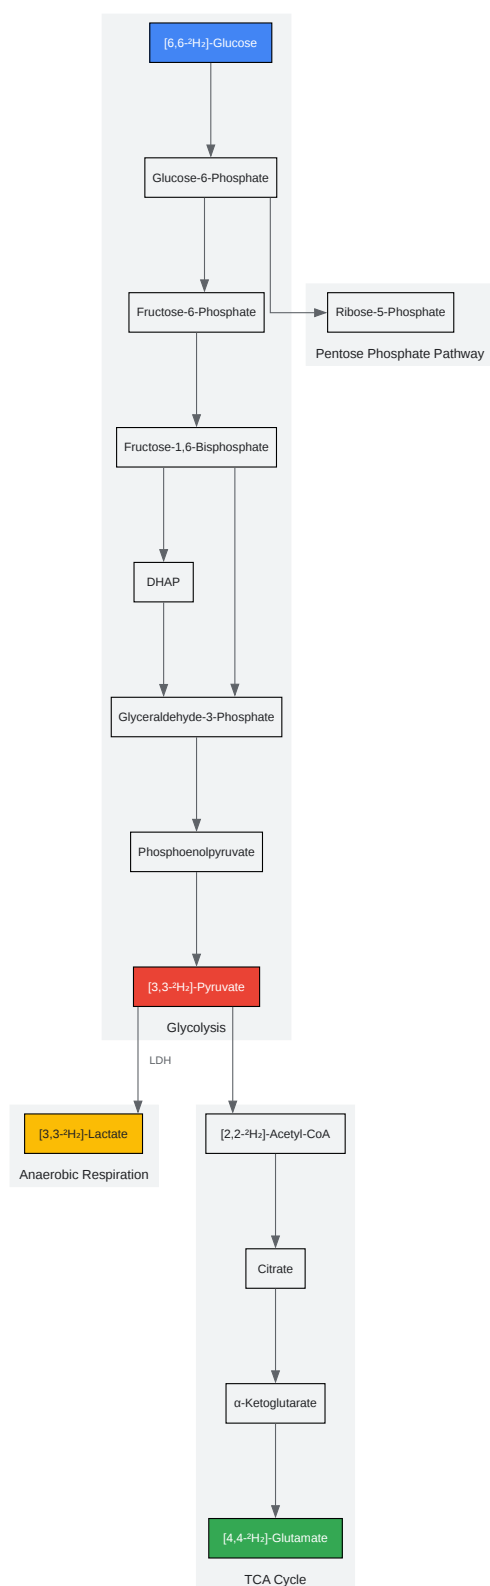 [6,6-²H₂]-Glucose
Glucose-6-Phosphate
Fructose-6-Phosphate
Ribose-5-Phosphate
Pentose Phosphate Pathway
Fructose-1,6-Bisphosphate
DHAP
Glyceraldehyde-3-Phosphate
Phosphoenolpyruvate
[3,3-²H₂]-Pyruvate
Glycolysis
LDH
[3,3-²H₂]-Lactate
Anaerobic Respiration
[2,2-²H₂]-Acetyl-CoA
Citrate
α-Ketoglutarate
[4,4-²H₂]-Glutamate
TCA Cycle